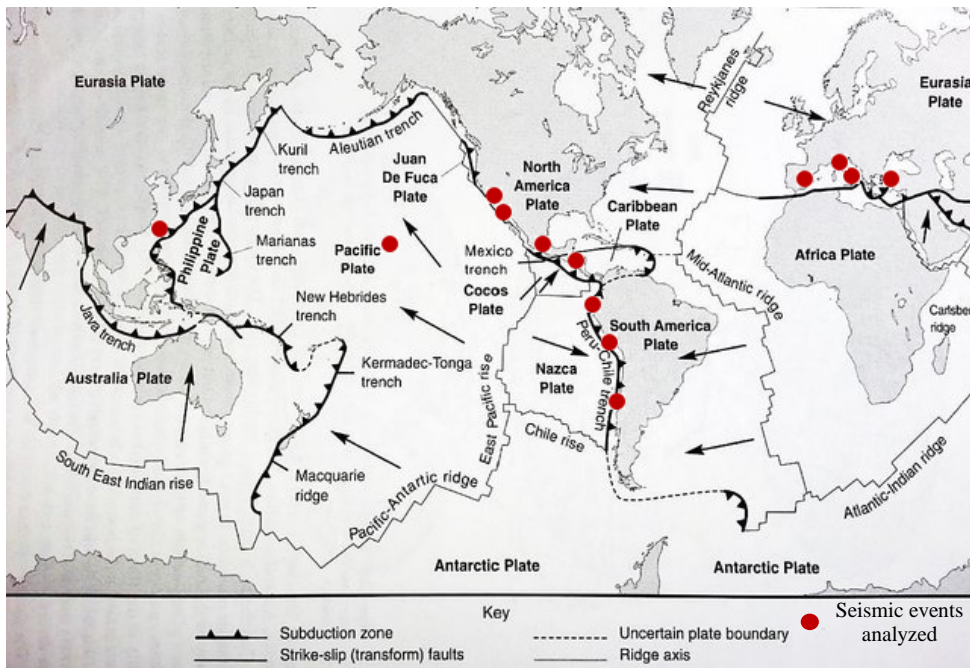 Eurasia Plate
Reykjanes
ridge
Eurasia
Plate
Aleutian trench
Kuril
trench
Juan
De Fuca
Plate
North
America
Plate
Japan
trench
Caribbean
Plate
Philippine
Plate
Marianas
trench
Pacific
Plate
Mexico
trench
Africa Plate
Mid-Atlantic ridge
Cocos
Plate
New Hebrides
trench
Java trench
Carlsberg
ridge
South America
Plate
Peru-Chile trench
Kermadec-Tonga
trench
Nazca
Plate
Australia Plate
East Pacific rise
Chile rise
South East Indian rise
Macquarie
ridge
Pacific-Antartic ridge
Atlantic-Indian ridge
Antarctic Plate
Antarctic Plate
Key
Subduction zone
Strike-slip (transform) faults
Uncertain plate boundary
Ridge axis
Seismic events
analyzed